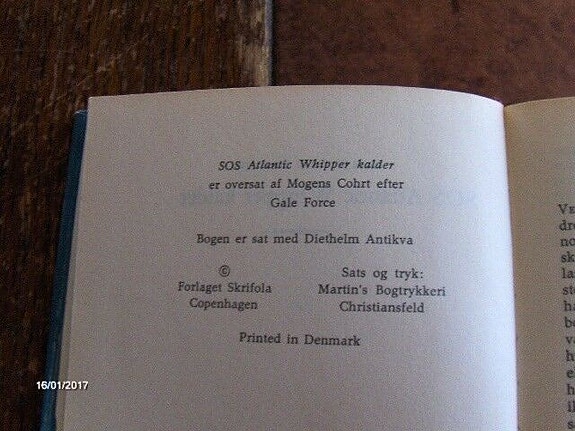 SOS Atlantic Whipper kalder
er oversat af Mogens Cohrt efter
Gale Force
Bogen er sat med Diethelm Antikva
©
Forlaget Skrifola
Copenhagen
Sats og tryk:
Martin's Bogtrykkeri
Christiansfeld
Printed in Denmark
16/01/2017